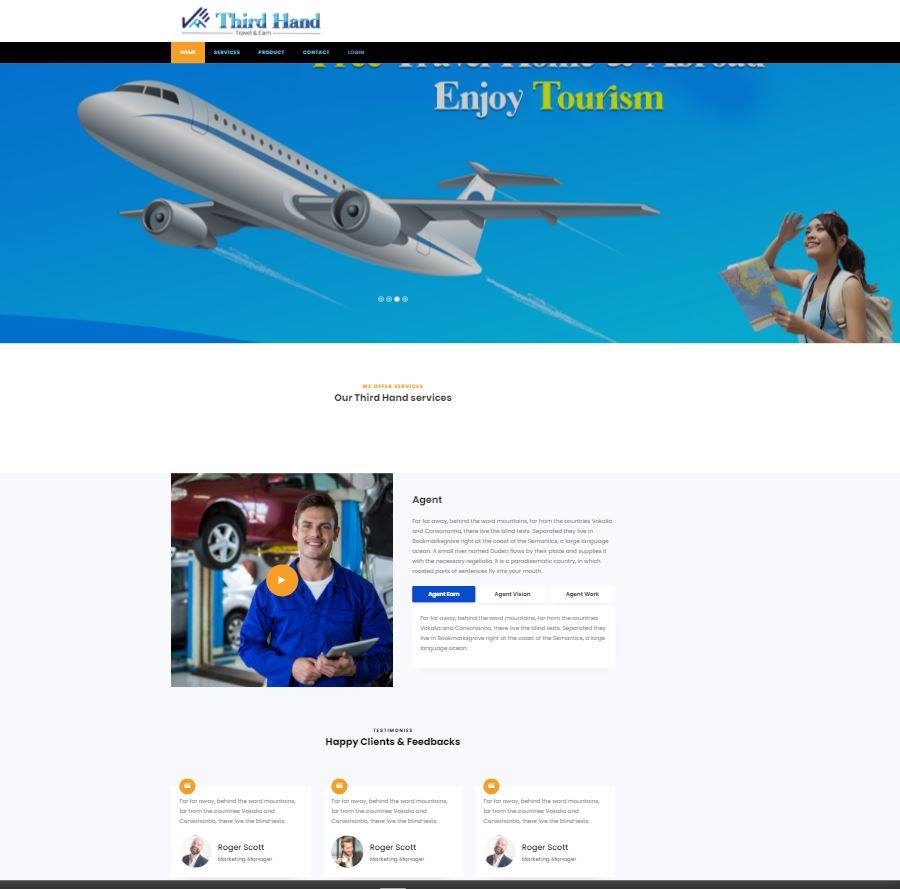 Third Hand
Travel & Earn
HOME SERVICES PRODUCT CONTACT LOGIN
Free Travel Home & Abroad
Enjoy Tourism
WE OFFER SERVICES
Our Third Hand services
Agent
Far far away, behind the word mountains, far from the countries Vokalia
and Consonantia, there live the blind texts. Separated they live in
Bookmarksgrove right at the coast of the Semantics, a large language
ocean. A small river named Duden flows by their place and supplies it
with the necessary regelialia. It is a paradisematic country, in which
roasted parts of sentences fly into your mouth.
Agent Earn Agent Vision Agent Work
Far far away, behind the word mountains, far from the countries
Vokalia and Consonantia, there live the blind texts. Separated they
live in Bookmarksgrove right at the coast of the Semantics, a large
language ocean.
TESTIMONIES
Happy Clients & Feedbacks
Far far away, behind the word mountains,
far from the countries Vokalia and
Consonantia, there live the blind texts.
Roger Scott
Marketing Manager
Far far away, behind the word mountains,
far from the countries Vokalia and
Consonantia, there live the blind texts.
Roger Scott
Marketing Manager
Far far away, behind the word mountains,
far from the countries Vokalia and
Consonantia, there live the blind texts.
Roger Scott
Marketing Manager